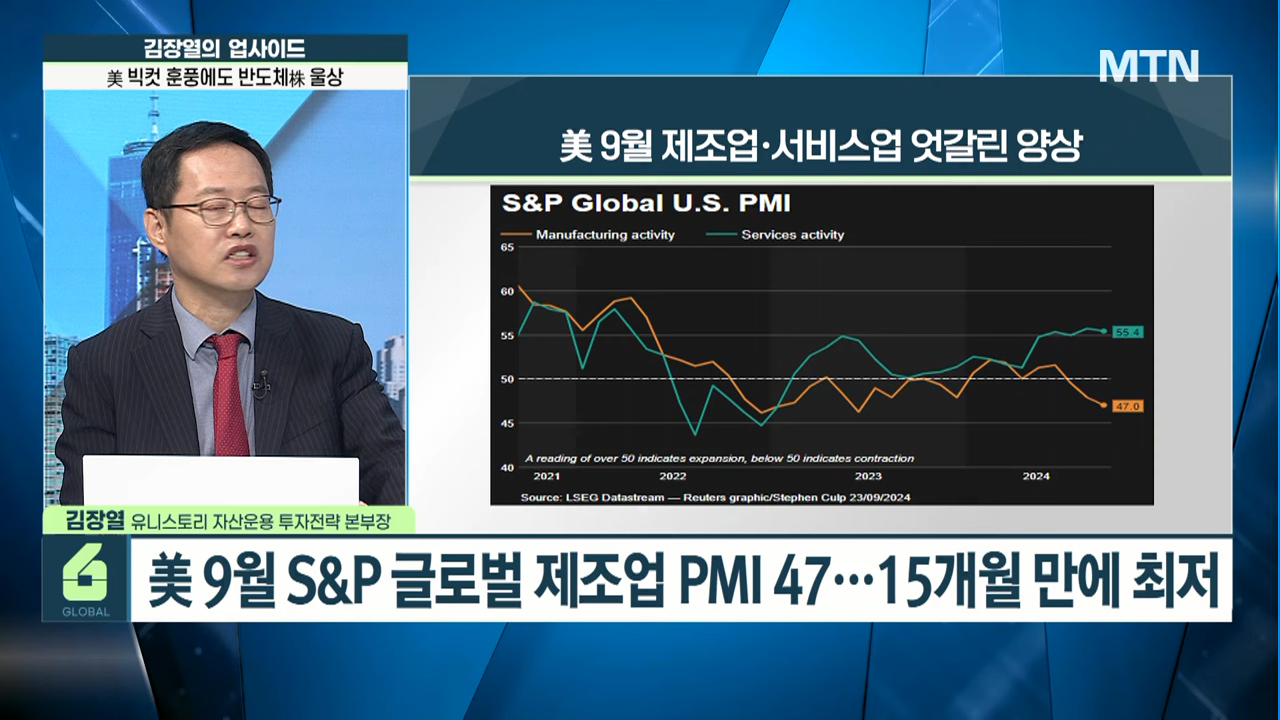 김장열의 업사이드
美 빅컷 훈풍에도 반도체株 울상
MTN
美 9월 제조업·서비스업 엇갈린 양상
S&P Global U.S. PMI
Manufacturing activity
Services activity
65
60
55
50
45
40
55.4
47.0
A reading of over 50 indicates expansion, below 50 indicates contraction
2021
2022
2023
2024
Source: LSEG Datastream — Reuters graphic/Stephen Culp 23/09/2024
김장열 유니스토리 자산운용 투자전략 본부장
6
GLOBAL
美 9월 S&P 글로벌 제조업 PMI 47…15개월 만에 최저